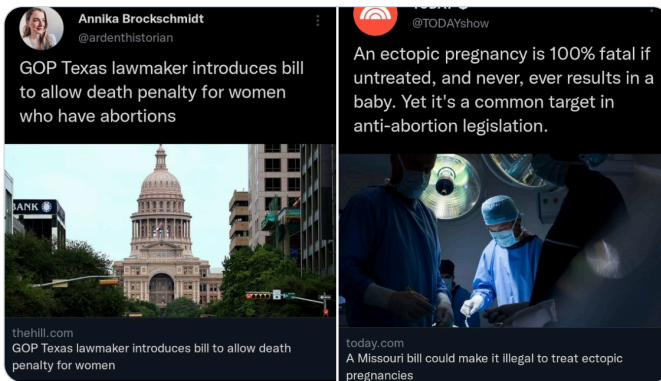 Annika Brockschmidt
@ardenthistorian
GOP Texas lawmaker introduces bill
to allow death penalty for women
who have abortions
BANK
thehill.com
GOP Texas lawmaker introduces bill to allow death
penalty for women
@TODAYshow
An ectopic pregnancy is 100% fatal if
untreated, and never, ever results in a
baby. Yet it's a common target in
anti-abortion legislation.
today.com
A Missouri bill could make it illegal to treat ectopic
pregnancies